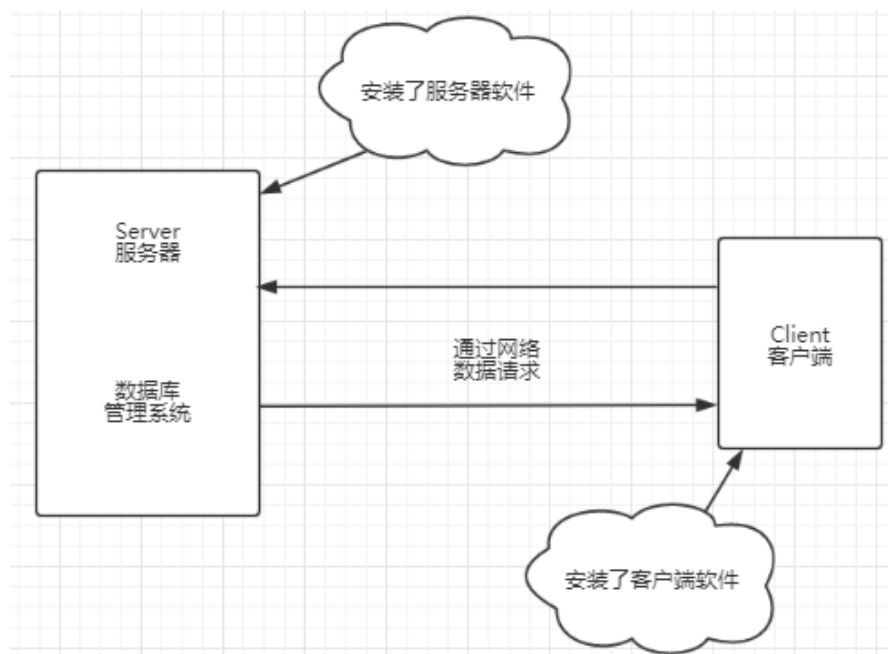 安装了服务器软件
Server
服务器
数据库
管理系统
通过网络
数据请求
Client
客户端
安装了客户端软件